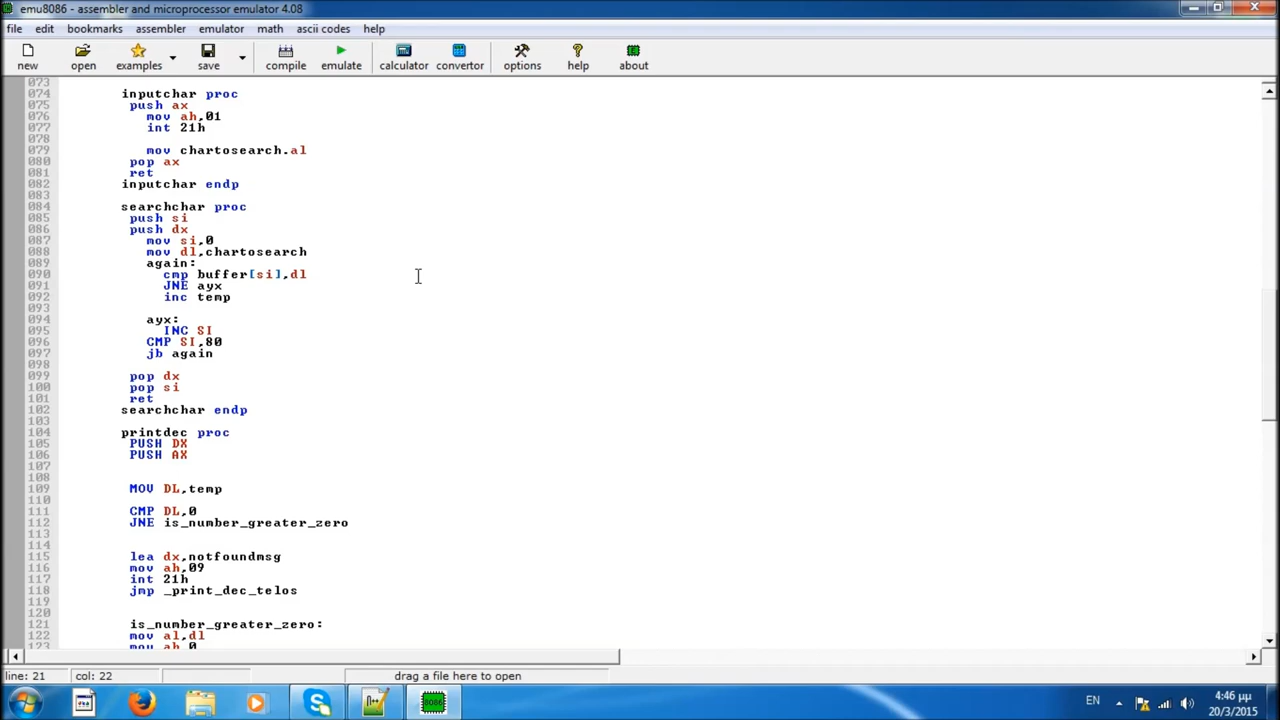 emu8086 - assembler and microprocessor emulator 4.08
file edit bookmarks assembler emulator math ascii codes help
new open examples save compile emulate calculator convertor options help about
073
074 inputchar proc
075 push ax
076 mov ah,01
077 int 21h
078
079 mov chartosearch.al
080 pop ax
081 ret
082 inputchar endp
083
084 searchchar proc
085 push si
086 push dx
087 mov si,0
088 mov dl,chartosearch
089 again:
090 cmp buffer[si],dl
091 JNE ayx
092 inc temp
093
094 ayx:
095 INC SI
096 CMP SI,80
097 jb again
098
099 pop dx
100 pop si
101 ret
102 searchchar endp
103
104 printdec proc
105 PUSH DX
106 PUSH AX
107
108
109 MOV DL,temp
110
111 CMP DL,0
112 JNE is_number_greater_zero
113
114
115 lea dx,notfoundmsg
116 mov ah,09
117 int 21h
118 jmp _print_dec_telos
119
120
121 is_number_greater_zero:
122 mov al,dl
123 mov ah,0
line: 21 col: 22 drag a file here to open
N++ 8086 EN 4:46 μμ
20/3/2015